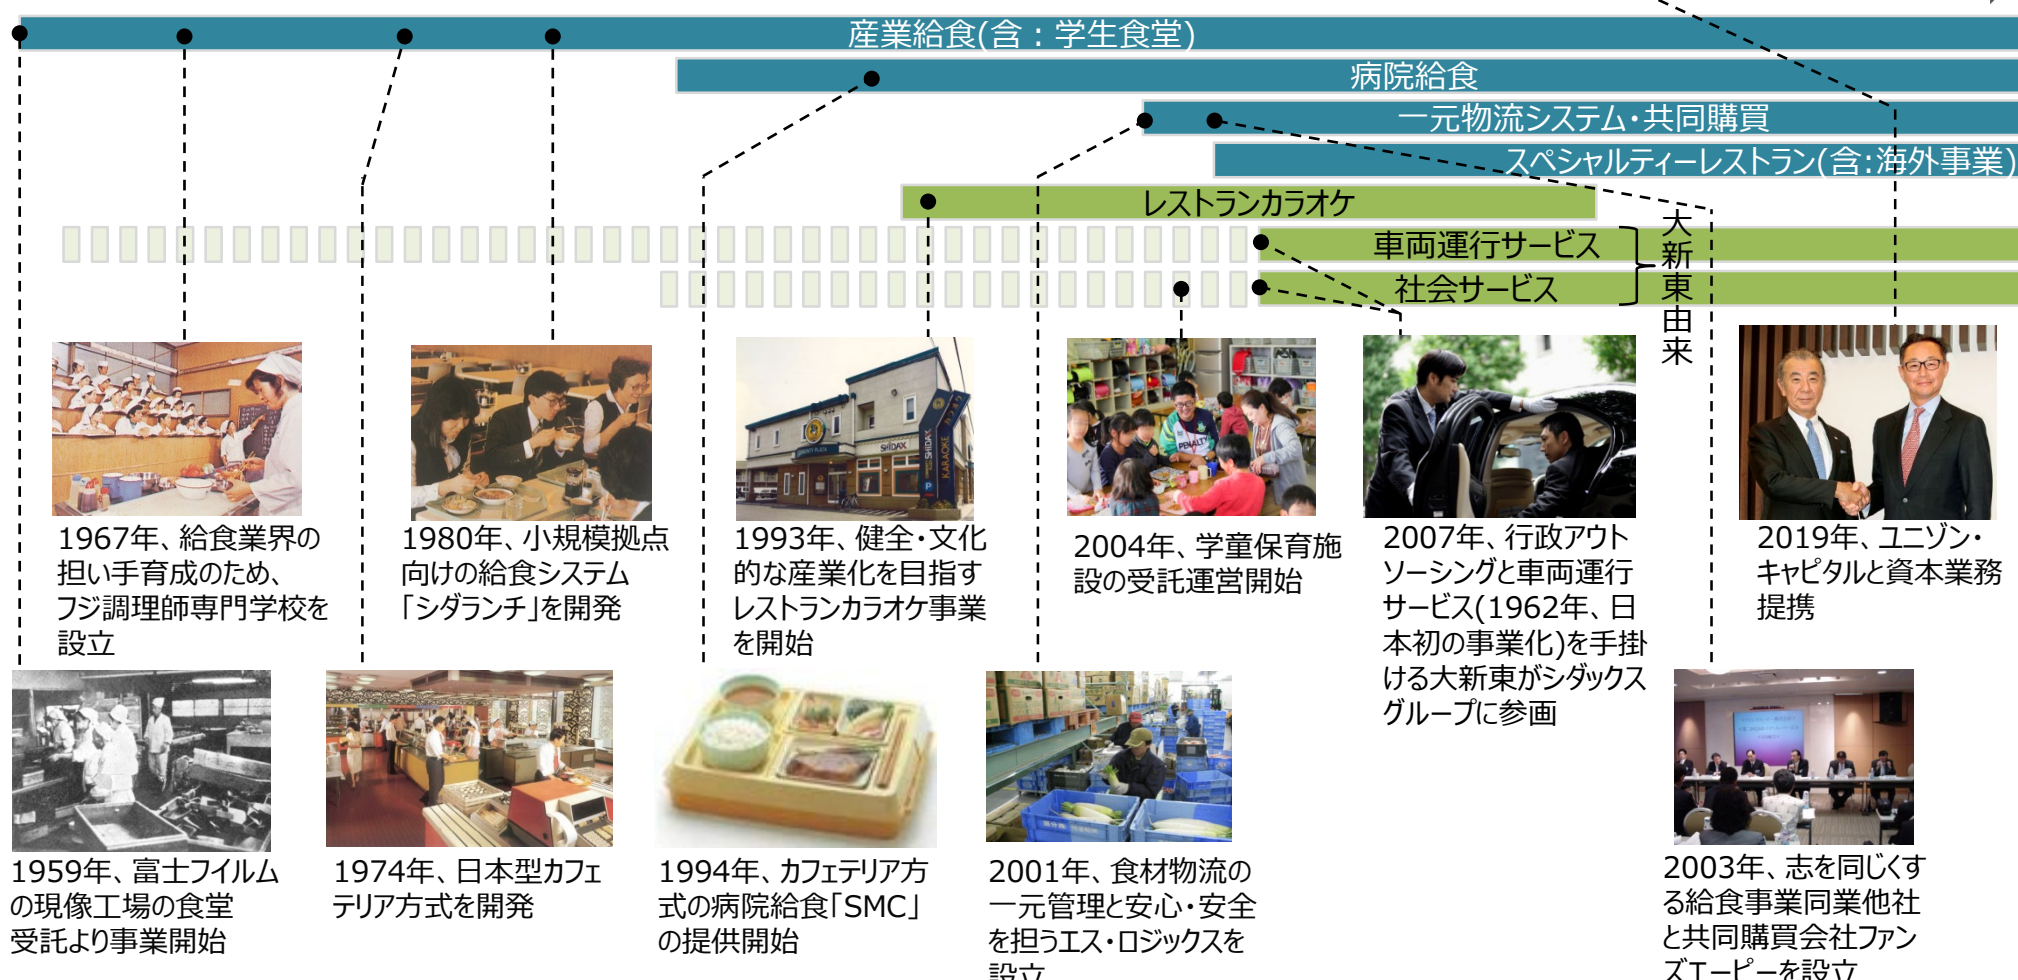 産業給食(含：学生食堂)
病院給食
一元物流システム・共同購買
スペシャルティーレストラン(含:海外事業)
レストランカラオケ
車両運行サービス
社会サービス
大新東由来
SHIDAX
SHIDAX
KARAOKE カラオケ
P
PENALTY
1967年、給食業界の
担い手育成のため、
フジ調理師専門学校を
設立
1980年、小規模拠点
向けの給食システム
「シダランチ」を開発
1993年、健全・文化
的な産業化を目指す
レストランカラオケ事業
を開始
2004年、学童保育施
設の受託運営開始
2007年、行政アウト
ソーシングと車両運行
サービス(1962年、日
本初の事業化)を手掛
ける大新東がシダックス
グループに参画
2019年、ユニゾン・
キャピタルと資本業務
提携
1959年、富士フイルム
の現像工場の食堂
受託より事業開始
1974年、日本型カフェ
テリア方式を開発
1994年、カフェテリア方
式の病院給食「SMC」
の提供開始
2001年、食材物流の
一元管理と安心・安全
を担うエス・ロジックスを
設立
2003年、志を同じくす
る給食事業同業他社
と共同購買会社ファン
ズエーピーを設立